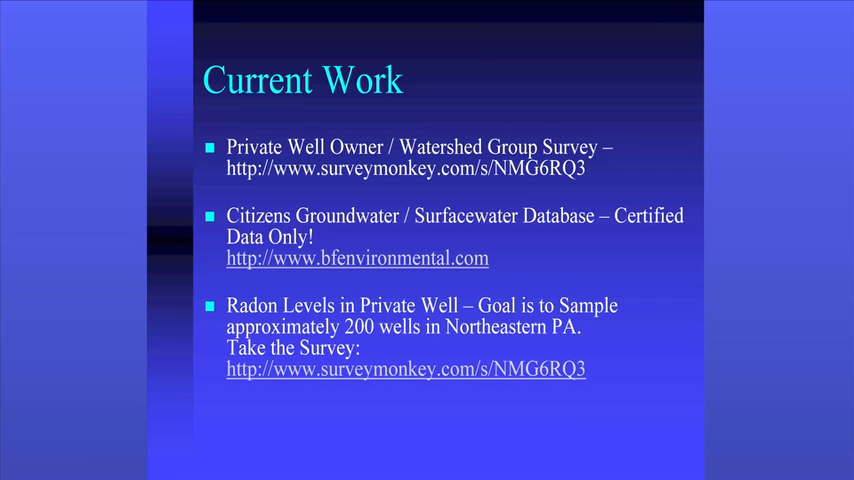 Current Work
Private Well Owner / Watershed Group Survey –
http://www.surveymonkey.com/s/NMG6RQ3
Citizens Groundwater / Surfacewater Database – Certified
Data Only!
http://www.bfenvironmental.com
Radon Levels in Private Well – Goal is to Sample
approximately 200 wells in Northeastern PA.
Take the Survey:
http://www.surveymonkey.com/s/NMG6RQ3